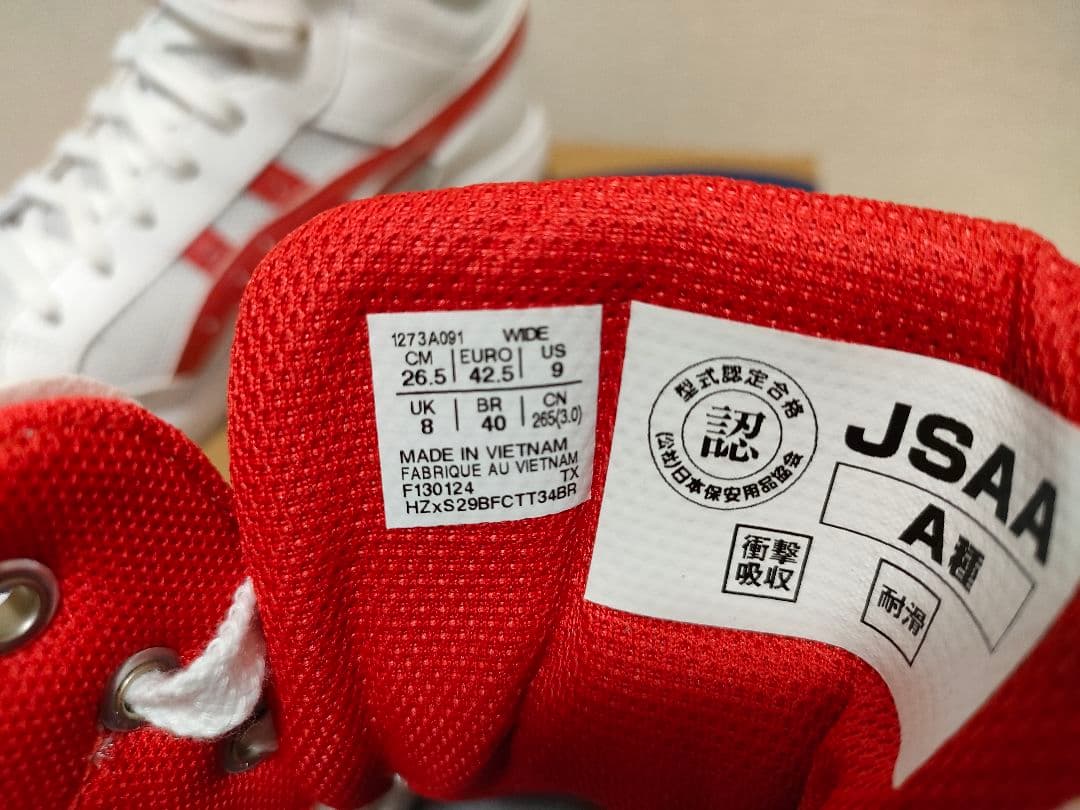 1273A091 WIDE
CM EURO US
26.5 42.5 9
UK BR CN
8 40 265(3.0)
MADE IN VIETNAM
FABRIQUE AU VIETNAM
F130124 TX
HZxS29BFCTT34BR
型式認定合格
認
(公社)日本保安用品協会
JSAA
A種
衝撃
吸収
耐滑